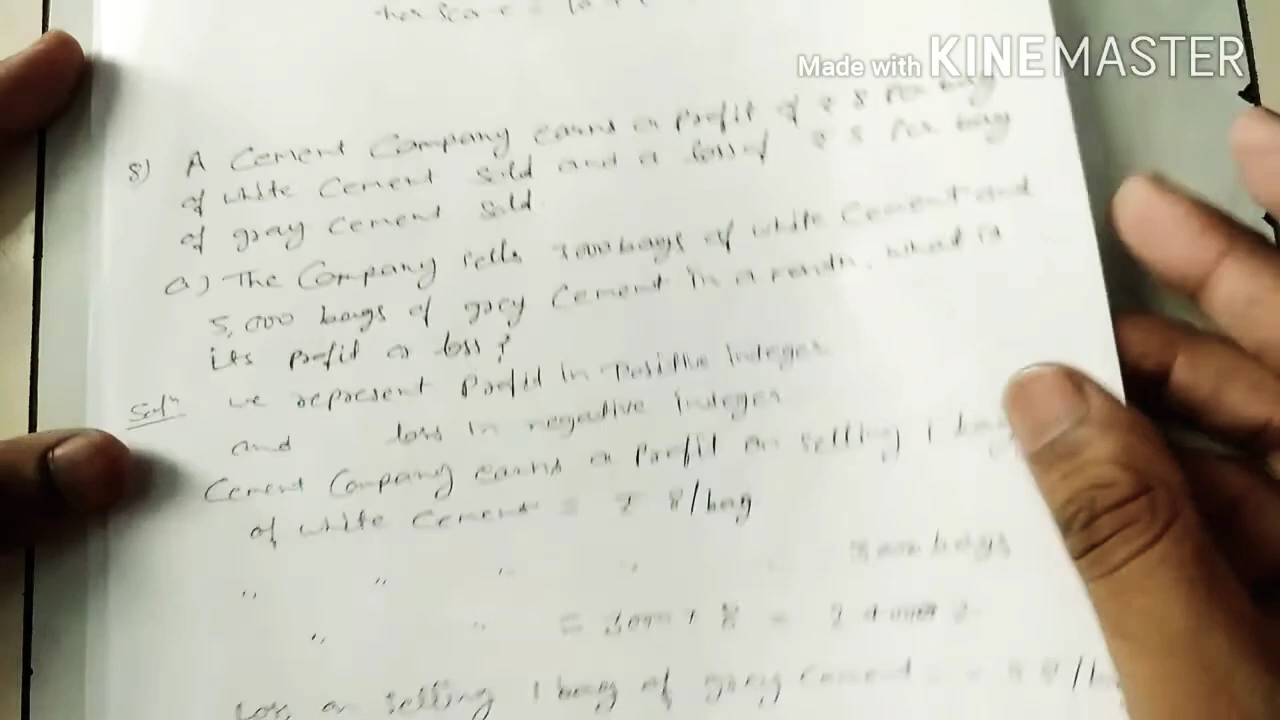 Made with KINEMASTER
8) A Cement Company earns a profit of ₹ 8 per bag
of white cement sold and a loss of ₹ 5 per bag
of gray cement sold.
a) The Company sells 3000 bags of white cement and
5,000 bags of grey cement in a month. what is
its profit or loss?
Solⁿ we represent profit in positive integer
and loss in negative integer
Cement Company earns a profit on selling 1 bag
of white cement = ₹ 8/bag
" " " " 3000 bags
" " = 3000 × 8 =
Loss on selling 1 bag of grey cement =